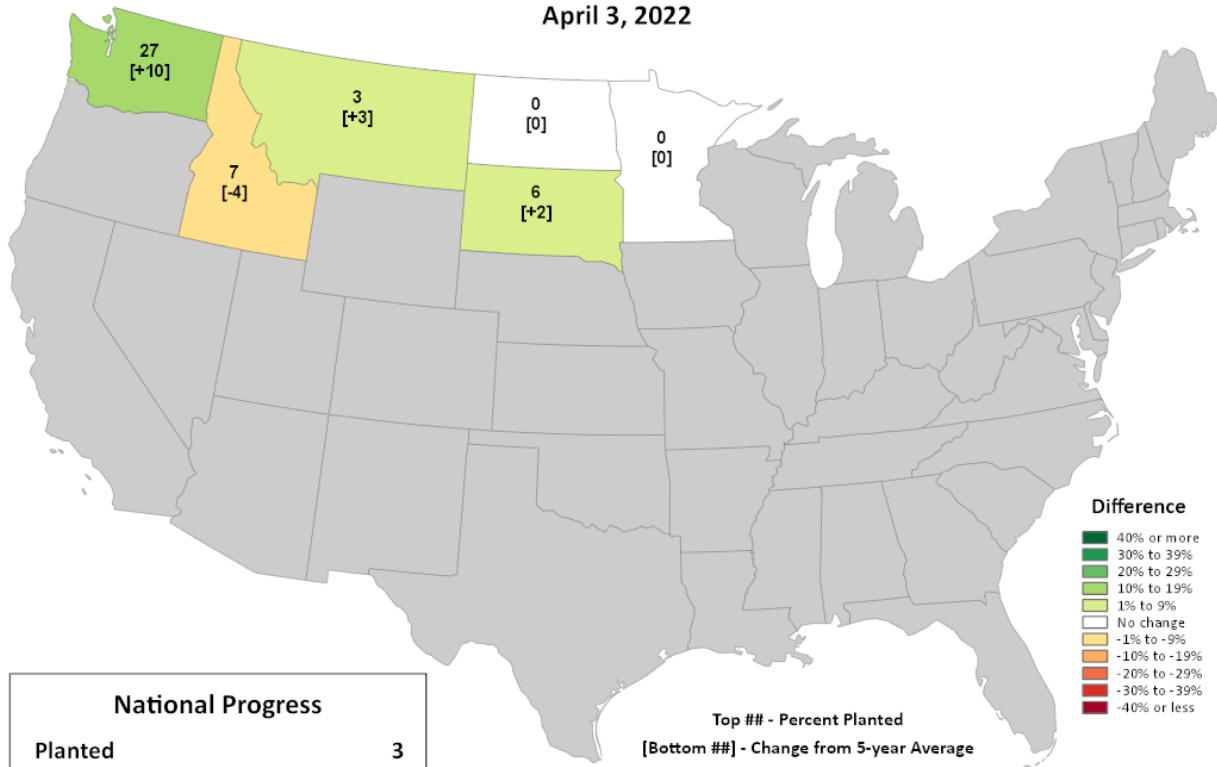 April 3, 2022
27
[+10]
3
[+3]
0
[0]
0
[0]
7
[-4]
6
[+2]
Difference
40% or more
30% to 39%
20% to 29%
10% to 19%
1% to 9%
No change
-1% to -9%
-10% to -19%
-20% to -29%
-30% to -39%
-40% or less
National Progress
Planted 3
Top ## - Percent Planted
[Bottom ##] - Change from 5-year Average